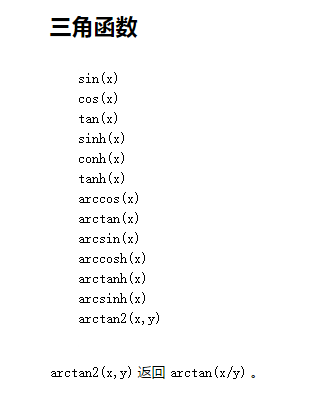 三角函数
sin(x)
cos(x)
tan(x)
sinh(x)
conh(x)
tanh(x)
arccos(x)
arctan(x)
arcsin(x)
arccosh(x)
arctanh(x)
arcsinh(x)
arctan2(x,y)
arctan2(x,y) 返回 arctan(x/y) 。